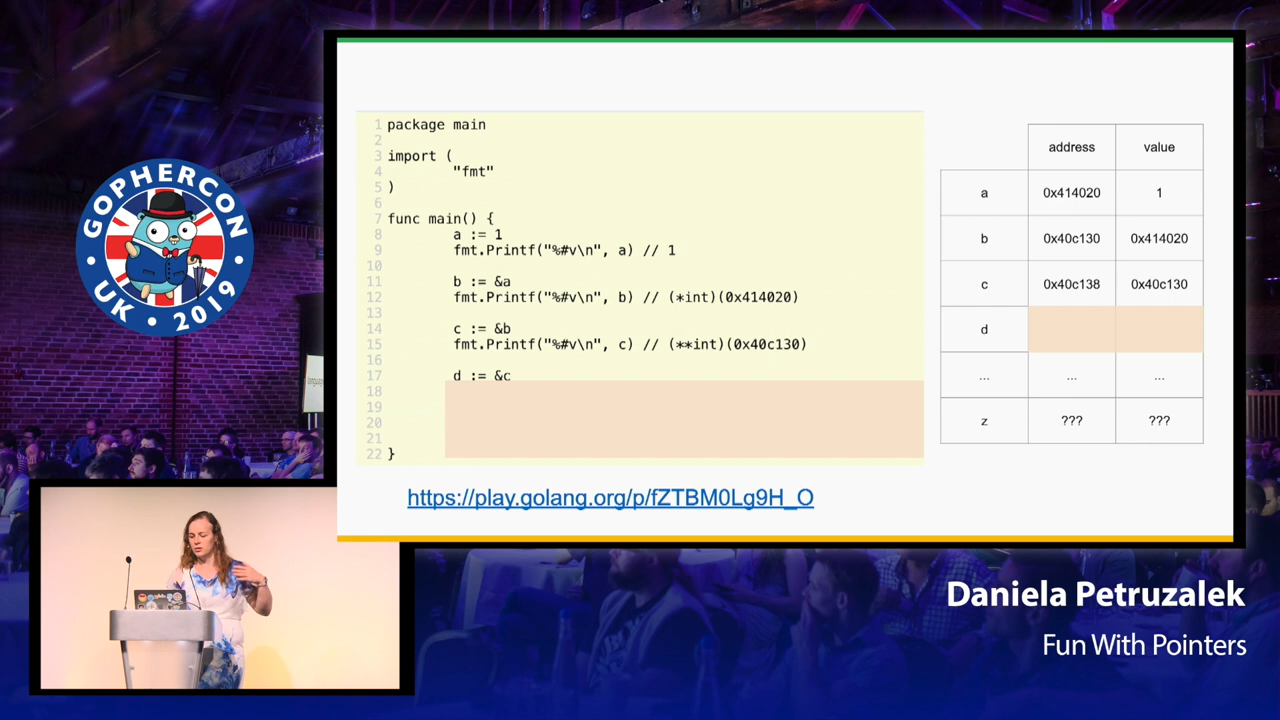 GOPHERCON
UK • 2019
1 package main
2
3 import (
4 "fmt"
5 )
6
7 func main() {
8 a := 1
9 fmt.Printf("%#v\n", a) // 1
10
11 b := &a
12 fmt.Printf("%#v\n", b) // (*int)(0x414020)
13
14 c := &b
15 fmt.Printf("%#v\n", c) // (**int)(0x40c130)
16
17 d := &c
18
19
20
21
22 }
https://play.golang.org/p/fZTBM0Lg9H_O
address value
a 0x414020 1
b 0x40c130 0x414020
c 0x40c138 0x40c130
d
... ... ...
z ??? ???
Daniela Petruzalek
Fun With Pointers